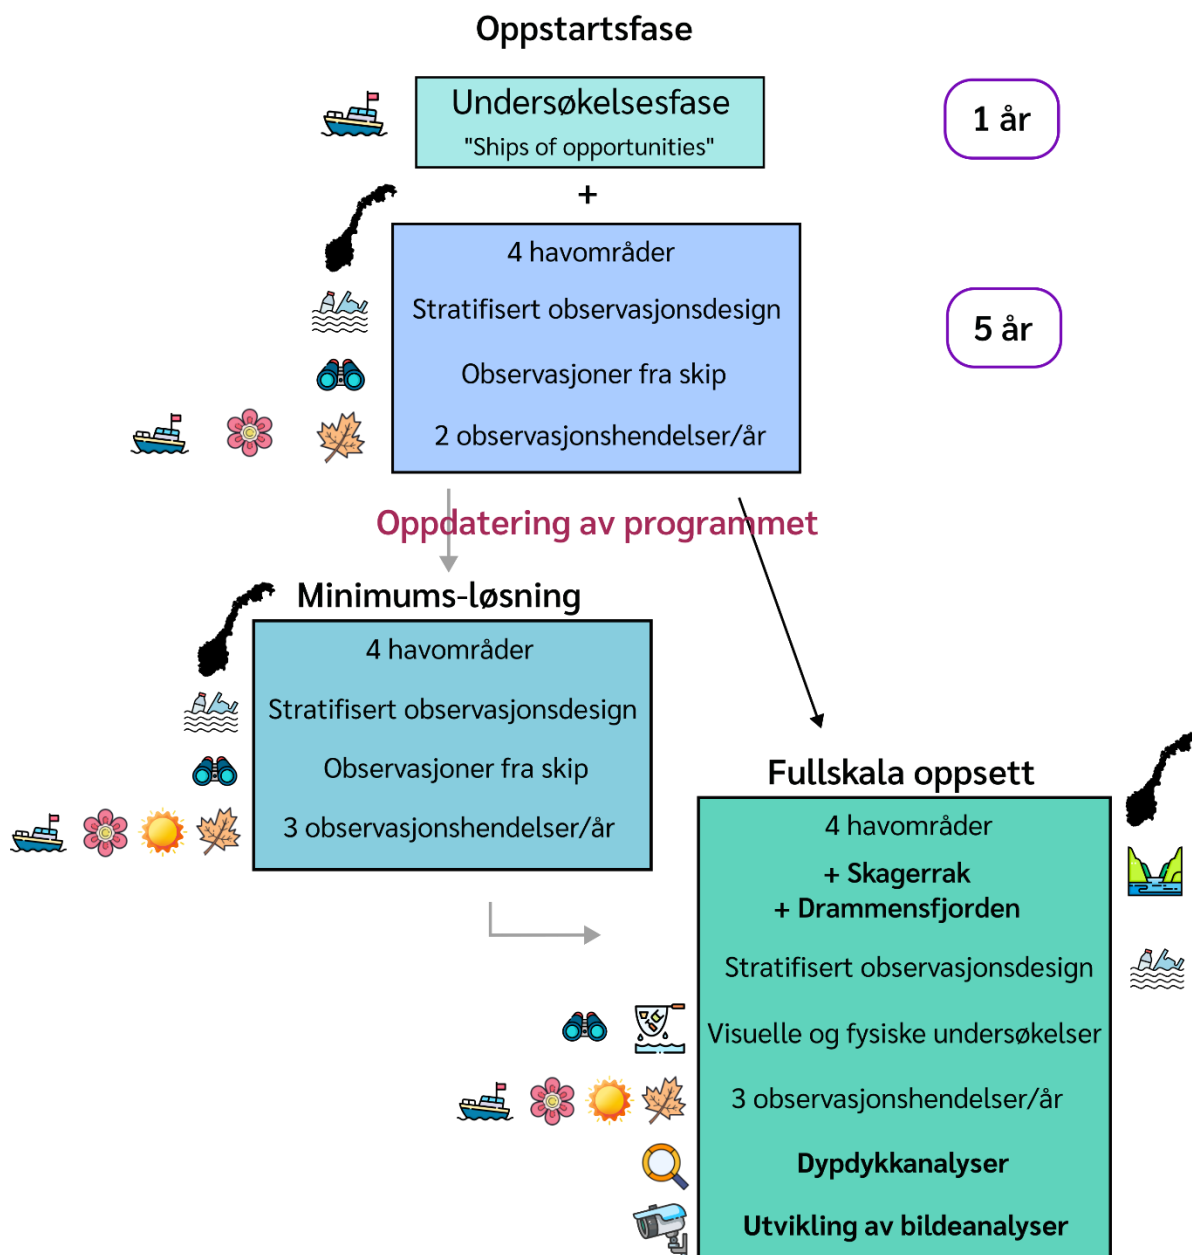 Oppstartsfase
Undersøkelsesfase
"Ships of opportunities"
1 år
+
4 havområder
Stratifisert observasjonsdesign
5 år
Observasjoner fra skip
2 observasjonshendelser/år
Oppdatering av programmet
Minimums-løsning
4 havområder
Stratifisert observasjonsdesign
Observasjoner fra skip
3 observasjonshendelser/år
Fullskala oppsett
4 havområder
+ Skagerrak
+ Drammensfjorden
Stratifisert observasjonsdesign
Visuelle og fysiske undersøkelser
3 observasjonshendelser/år
Dypdykkanalyser
Utvikling av bildeanalyser